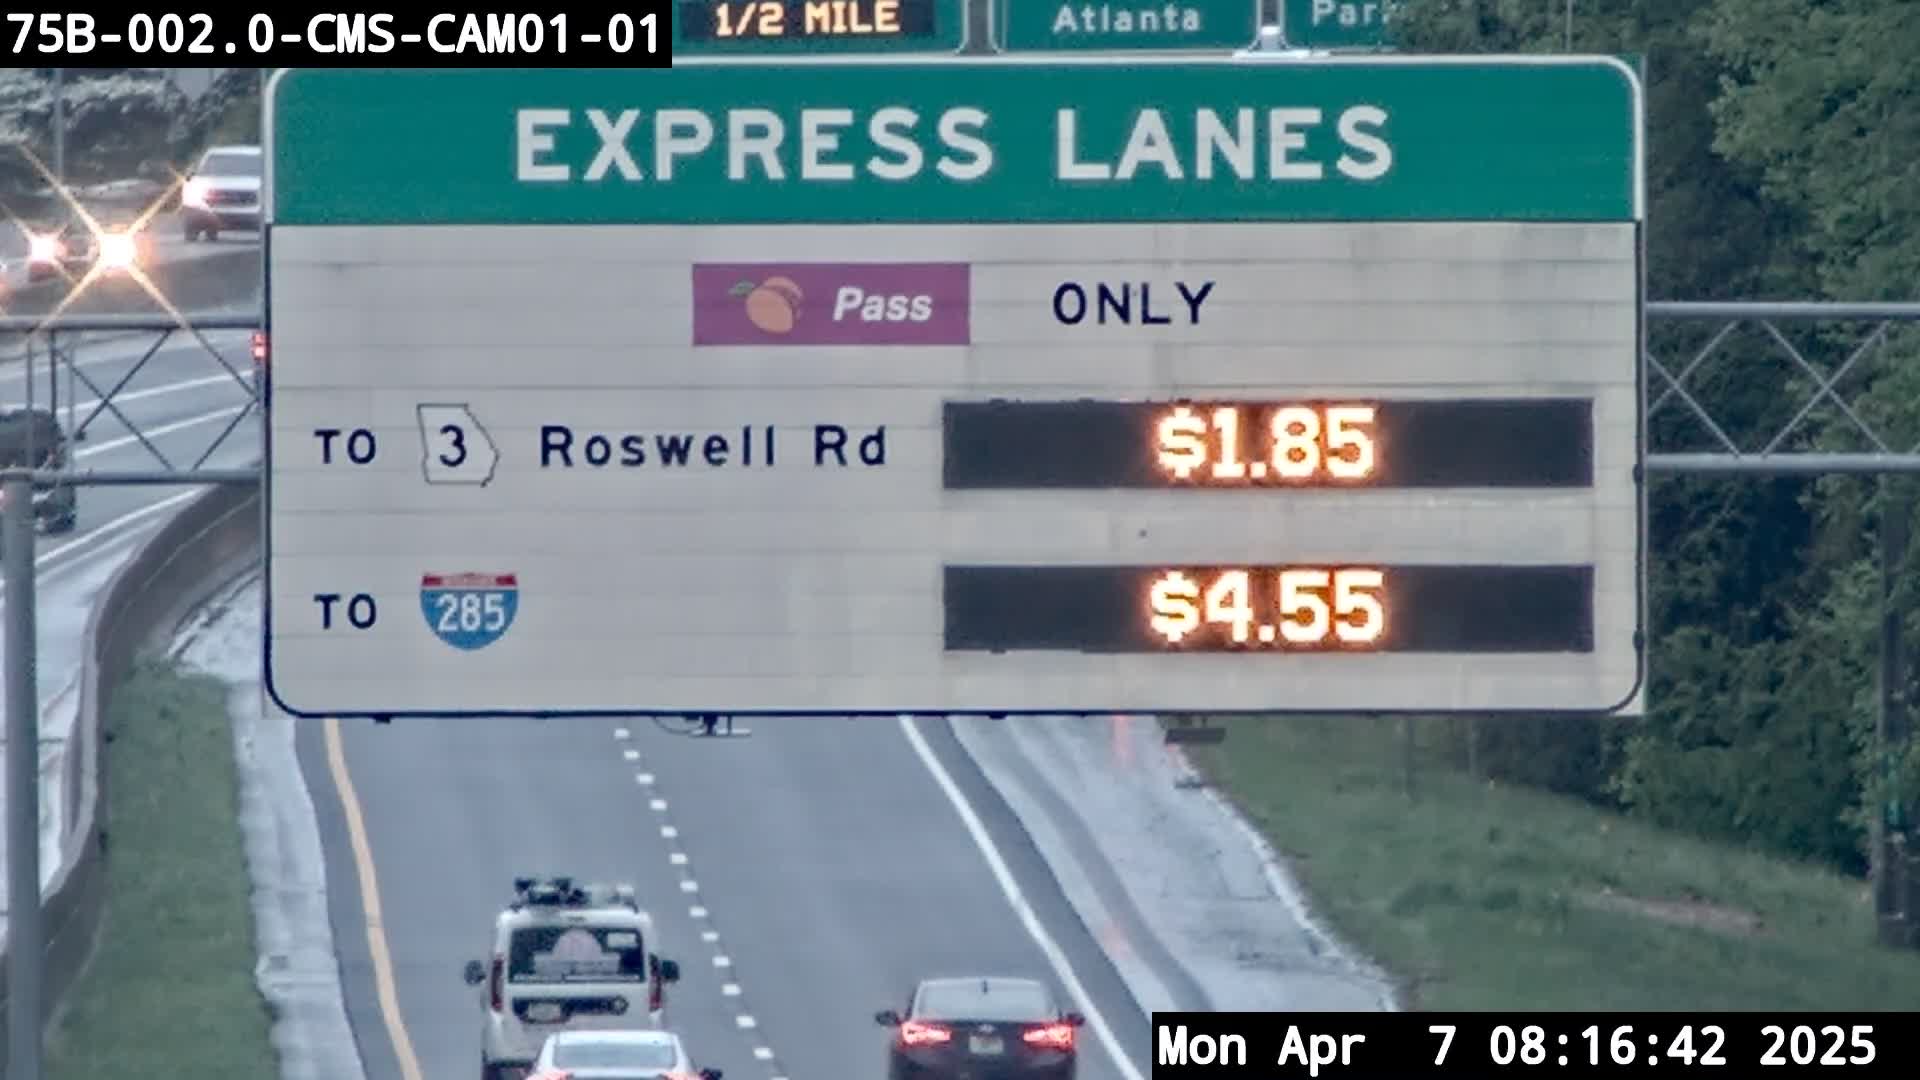 75B-002.0-CMS-CAM01-01
1/2 MILE
Atlanta
EXPRESS LANES
Pass ONLY
TO 3 Roswell Rd $1.85
TO 285 $4.55
Mon Apr 7 08:16:42 2025